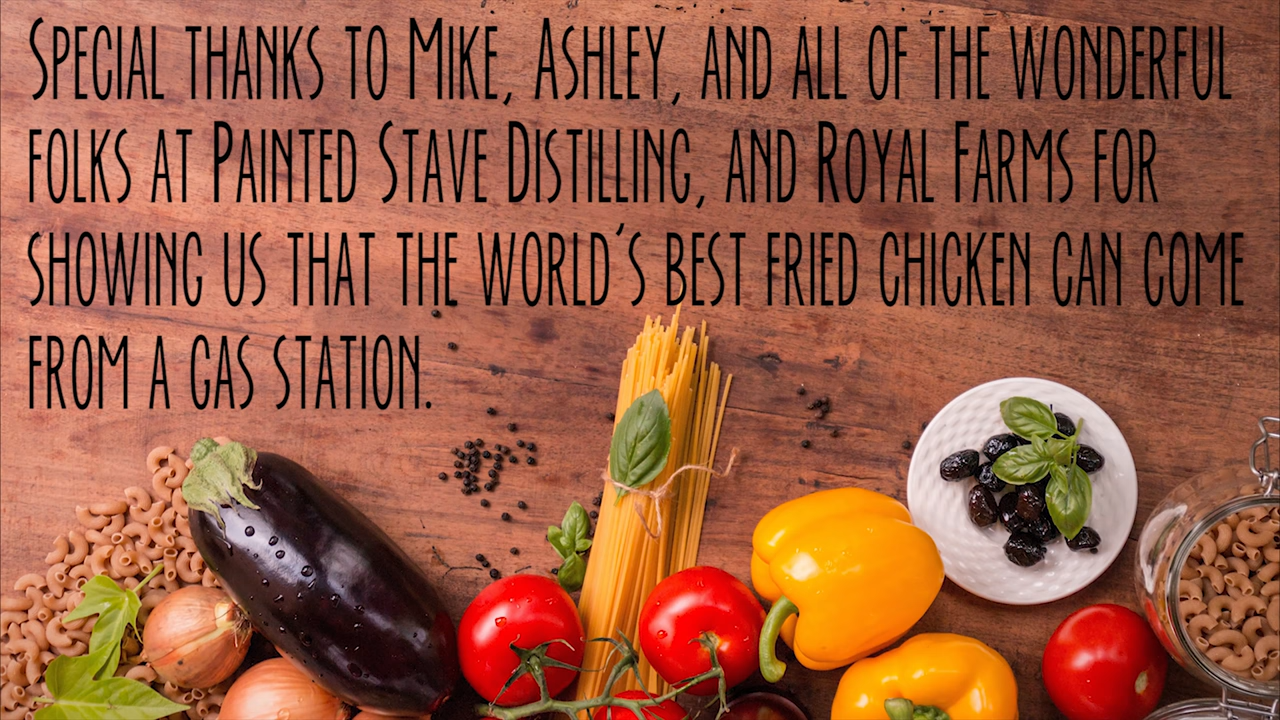 Special thanks to Mike, Ashley, and all of the wonderful
folks at Painted Stave Distilling, and Royal Farms for
showing us that the world's best fried chicken can come
from a gas station.